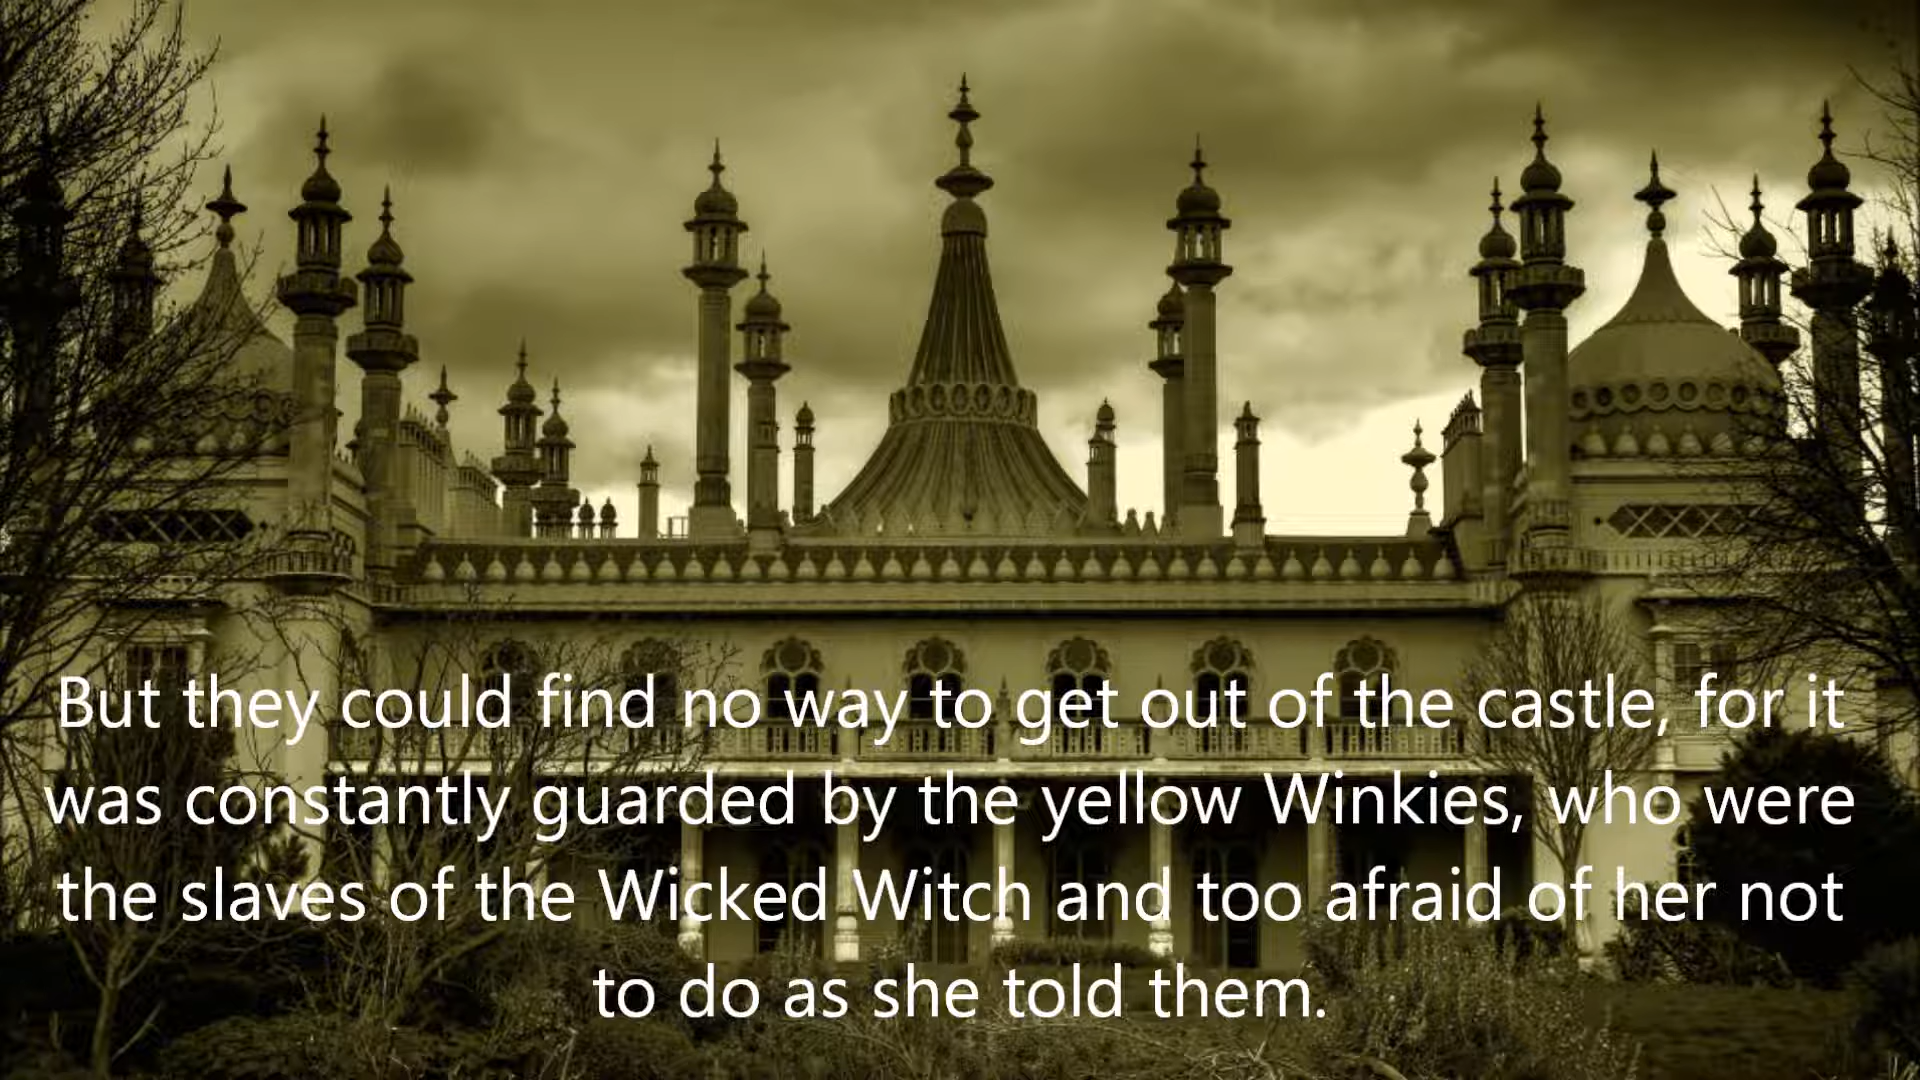 But they could find no way to get out of the castle, for it
was constantly guarded by the yellow Winkies, who were
the slaves of the Wicked Witch and too afraid of her not
to do as she told them.